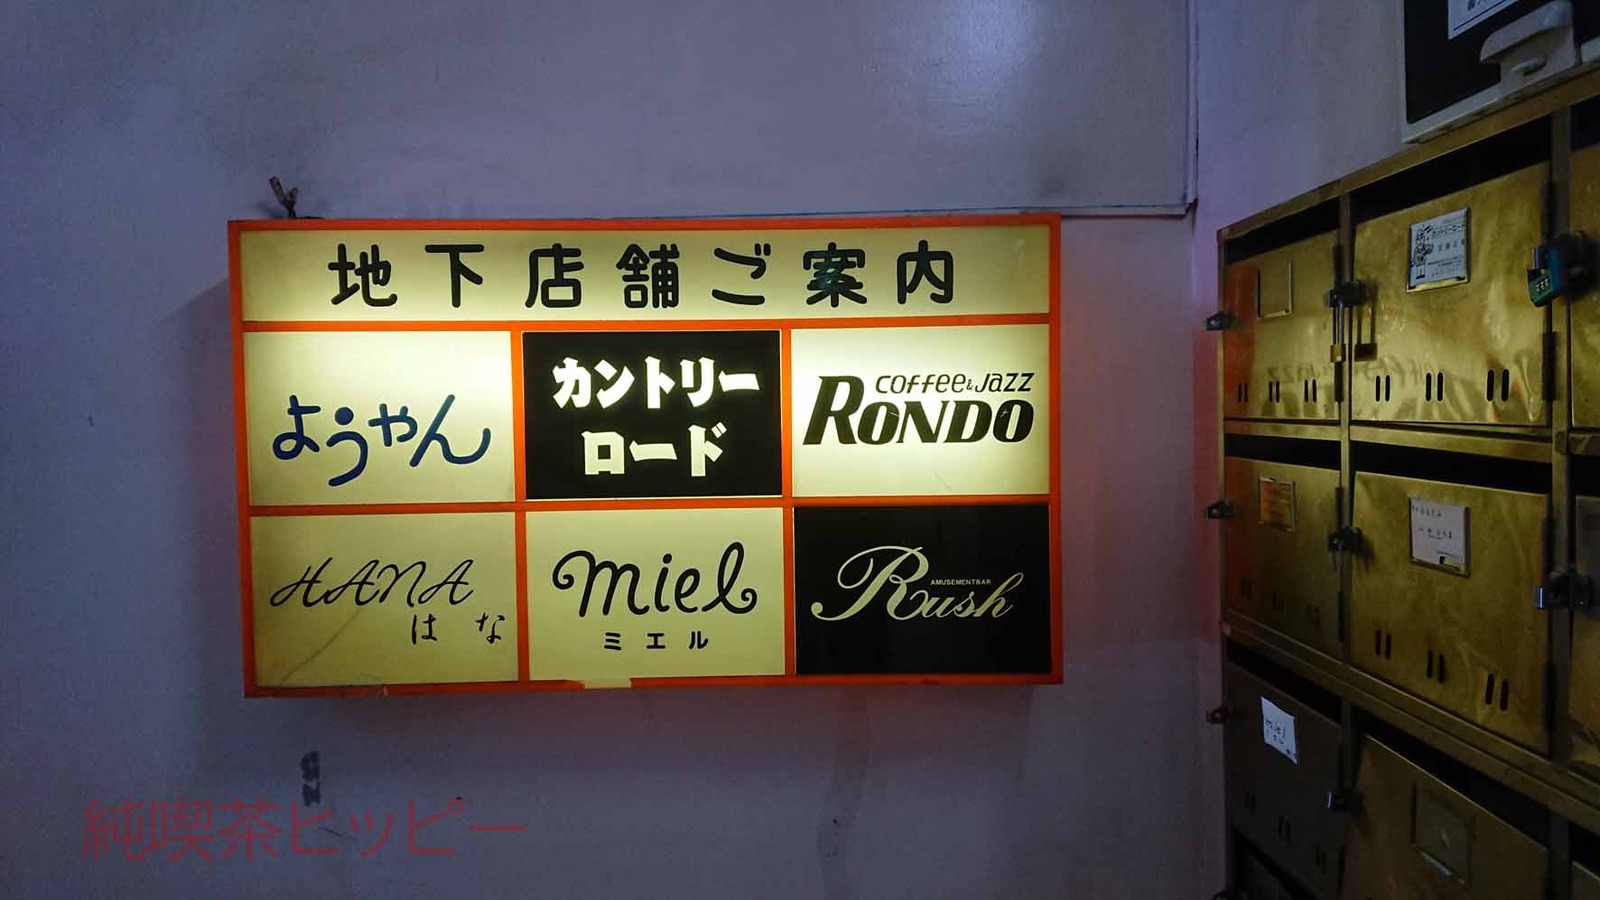 地下店舗ご案内
ようやん
カントリー
ロード
coffee & Jazz
RONDO
HANA
はな
miel
ミエル
AMUSEMENTBAR
Rush
miel
純喫茶ヒッピー